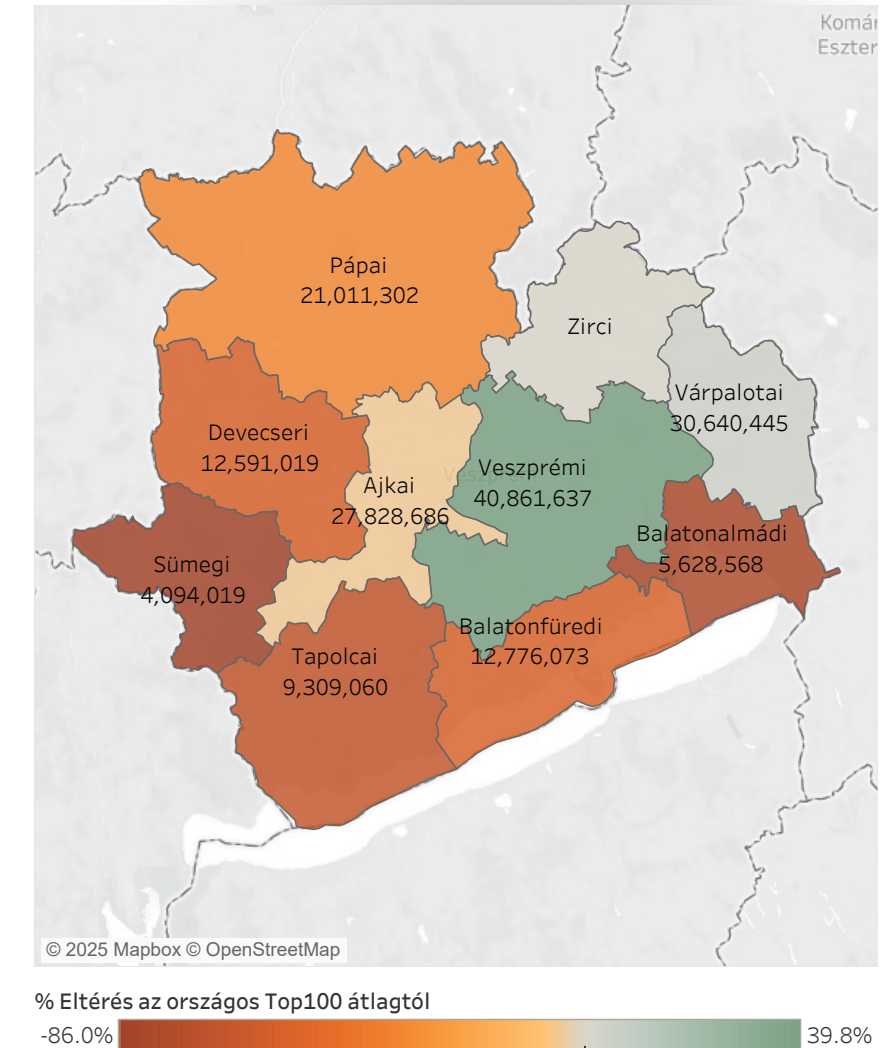 Komár
Eszter
Pápai
21,011,302
Zirci
Várpalotai
30,640,445
Devecseri
12,591,019
Veszprém
Veszprémi
40,861,637
Ajkai
27,828,686
Balatonalmádi
5,628,568
Sümegi
4,094,019
Balatonfüredi
12,776,073
Tapolcai
9,309,060
© 2025 Mapbox © OpenStreetMap
% Eltérés az országos Top100 átlagtól
-86.0%
39.8%